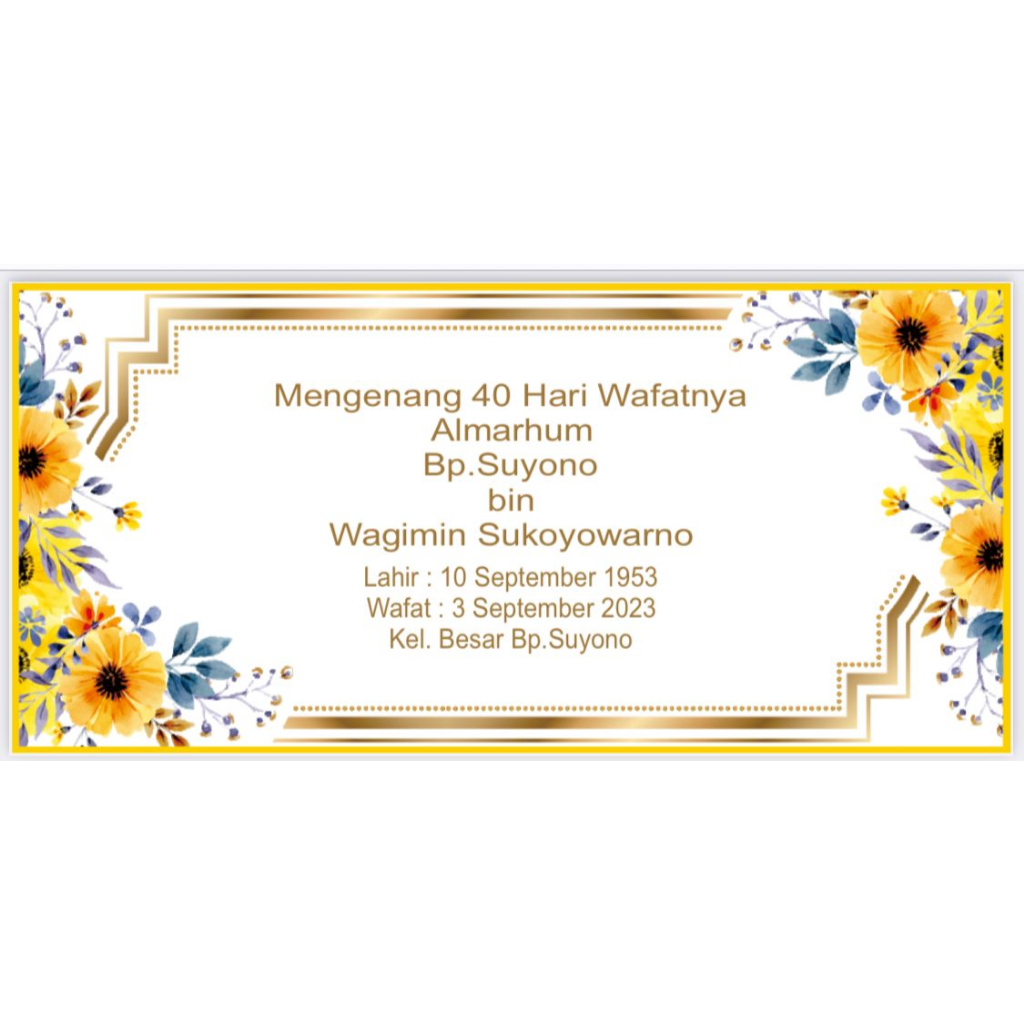 Mengenang 40 Hari Wafatnya
Almarhum
Bp.Suyono
bin
Wagimin Sukoyowarno
Lahir : 10 September 1953
Wafat : 3 September 2023
Kel. Besar Bp.Suyono